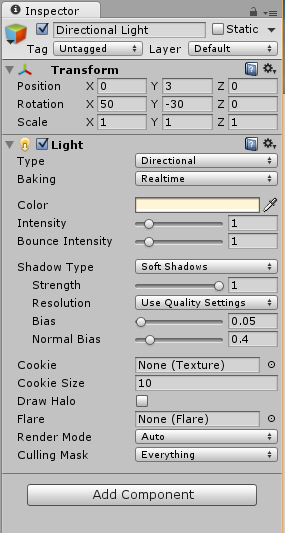 Inspector
Directional Light Static
Tag Untagged Layer Default
Transform
Position X 0 Y 3 Z 0
Rotation X 50 Y -30 Z 0
Scale X 1 Y 1 Z 1
Light
Type Directional
Baking Realtime
Color
Intensity 1
Bounce Intensity 1
Shadow Type Soft Shadows
Strength 1
Resolution Use Quality Settings
Bias 0.05
Normal Bias 0.4
Cookie None (Texture)
Cookie Size 10
Draw Halo
Flare None (Flare)
Render Mode Auto
Culling Mask Everything
Add Component